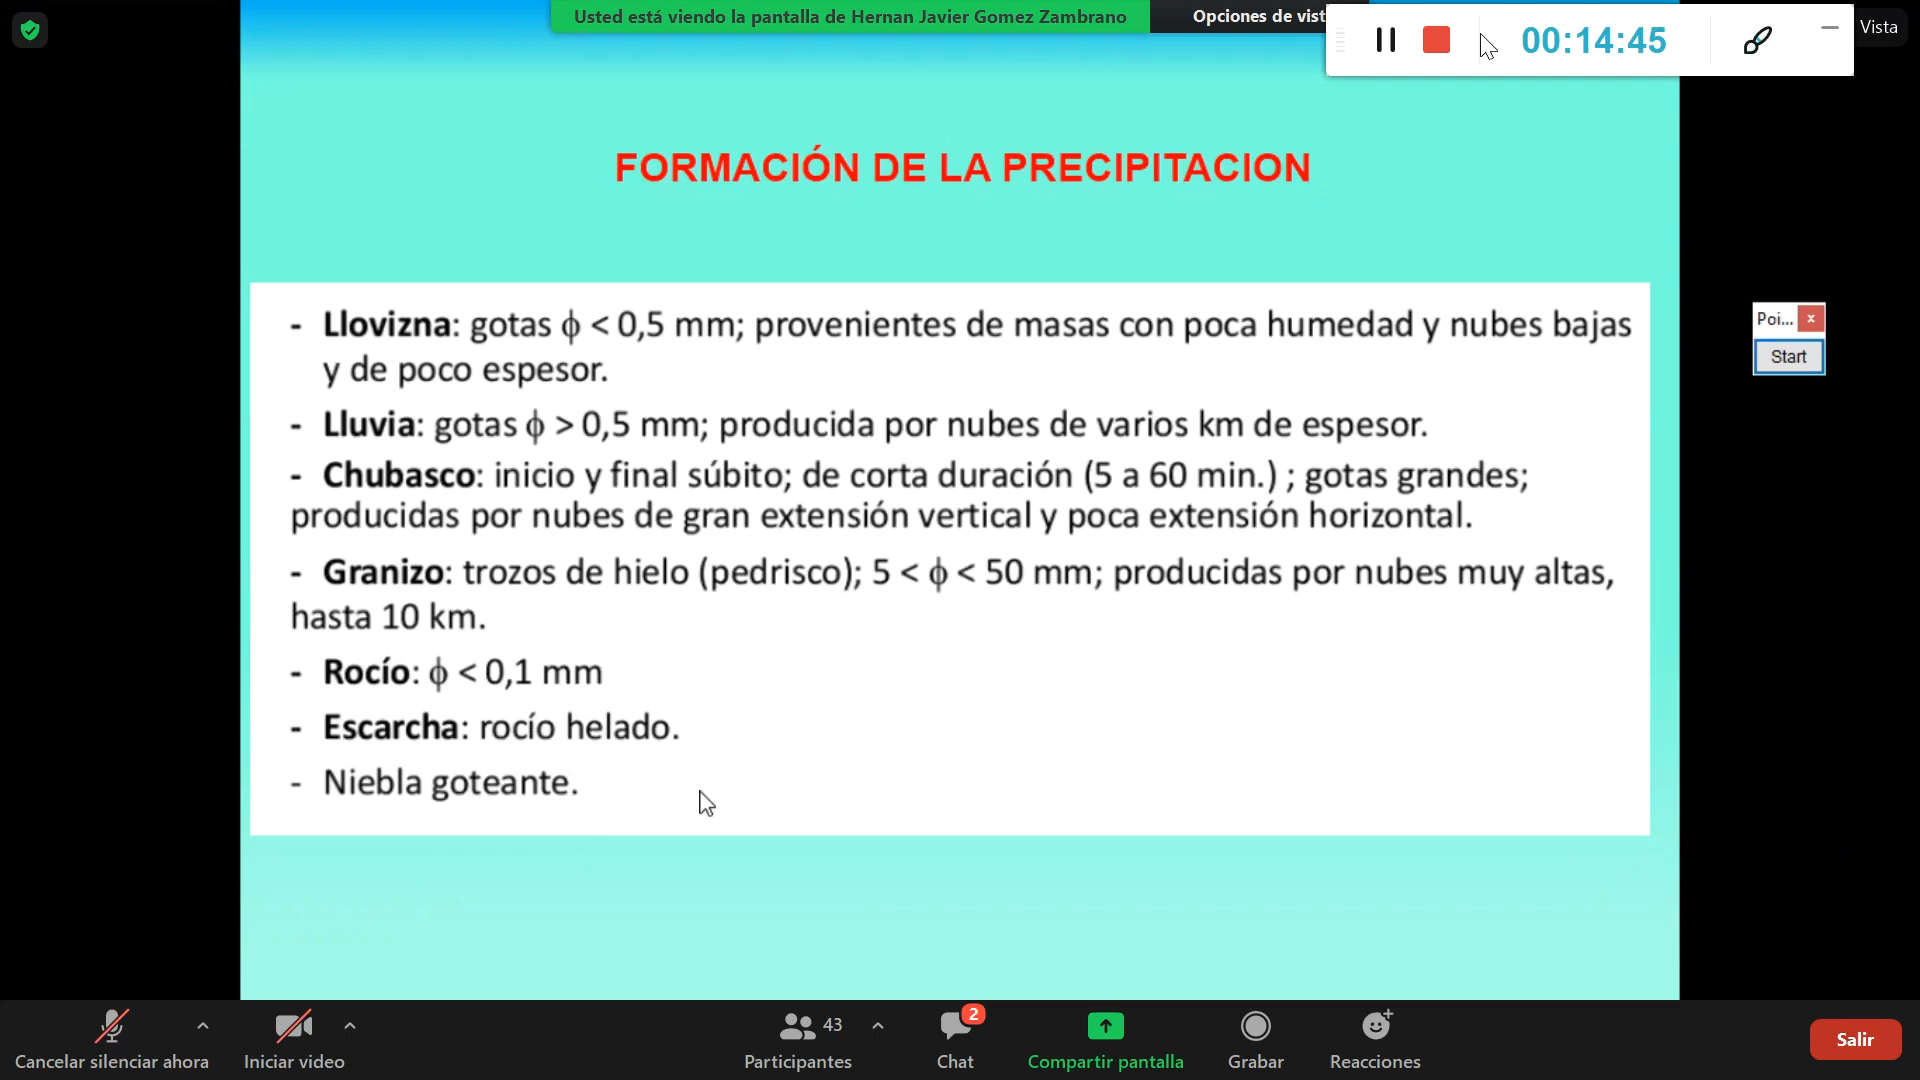 Usted está viendo la pantalla de Hernan Javier Gomez Zambrano
Opciones de vist
00:14:45
Vista
FORMACIÓN DE LA PRECIPITACION
- Llovizna: gotas ϕ < 0,5 mm; provenientes de masas con poca humedad y nubes bajas
y de poco espesor.
- Lluvia: gotas ϕ > 0,5 mm; producida por nubes de varios km de espesor.
- Chubasco: inicio y final súbito; de corta duración (5 a 60 min.) ; gotas grandes;
producidas por nubes de gran extensión vertical y poca extensión horizontal.
- Granizo: trozos de hielo (pedrisco); 5 < ϕ < 50 mm; producidas por nubes muy altas,
hasta 10 km.
- Rocío: ϕ < 0,1 mm
- Escarcha: rocío helado.
- Niebla goteante.
Poi... x
Start
43
2
Cancelar silenciar ahora
Iniciar video
Participantes
Chat
Compartir pantalla
Grabar
Reacciones
Salir